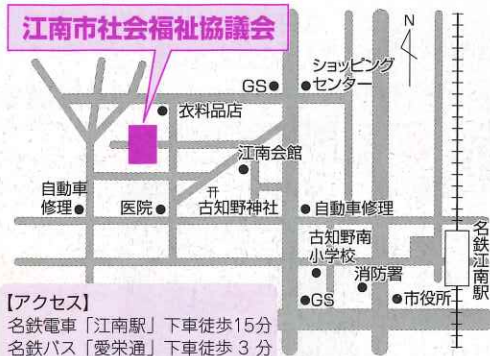 江南市社会福祉協議会
N
GS
ショッピング
センター
衣料品店
江南会館
自動車
修理
医院
古知野神社
自動車修理
古知野南
小学校
消防署
GS
市役所
名鉄江南駅
【アクセス】
名鉄電車「江南駅」下車徒歩15分
名鉄バス「愛栄通」下車徒歩 3 分